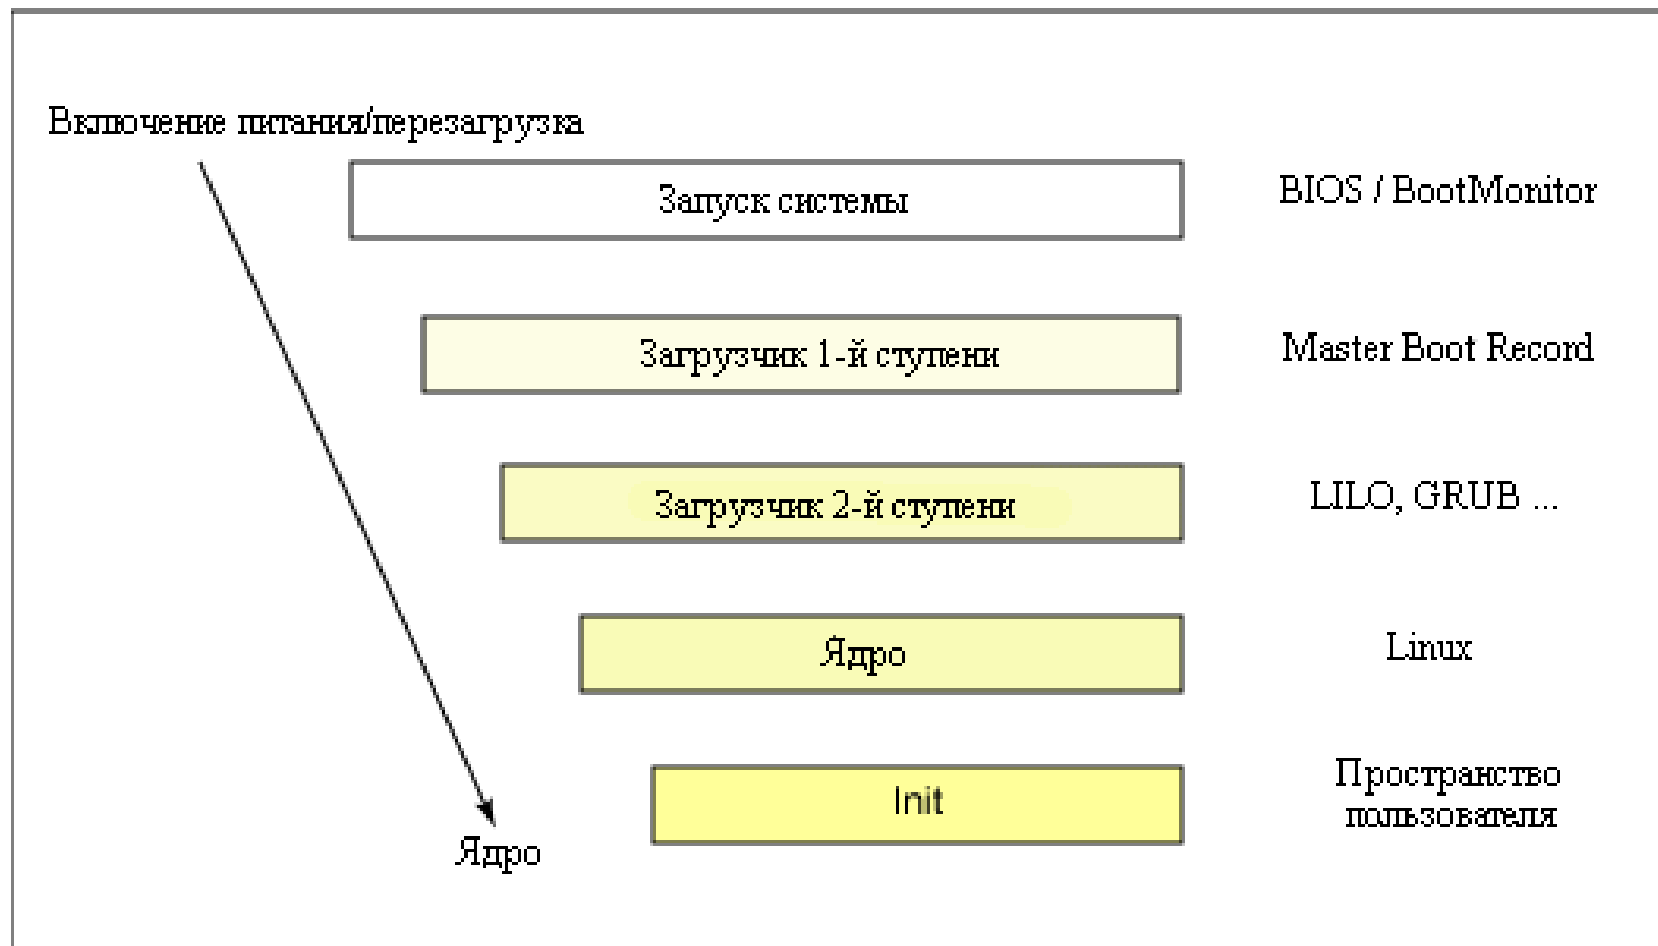 Включение питания/перезагрузка
Запуск системы
BIOS / BootMonitor
Загрузчик 1-й ступени
Master Boot Record
Загрузчик 2-й ступени
LILO, GRUB ...
Ядро
Linux
Init
Пространство
пользователя
Ядро